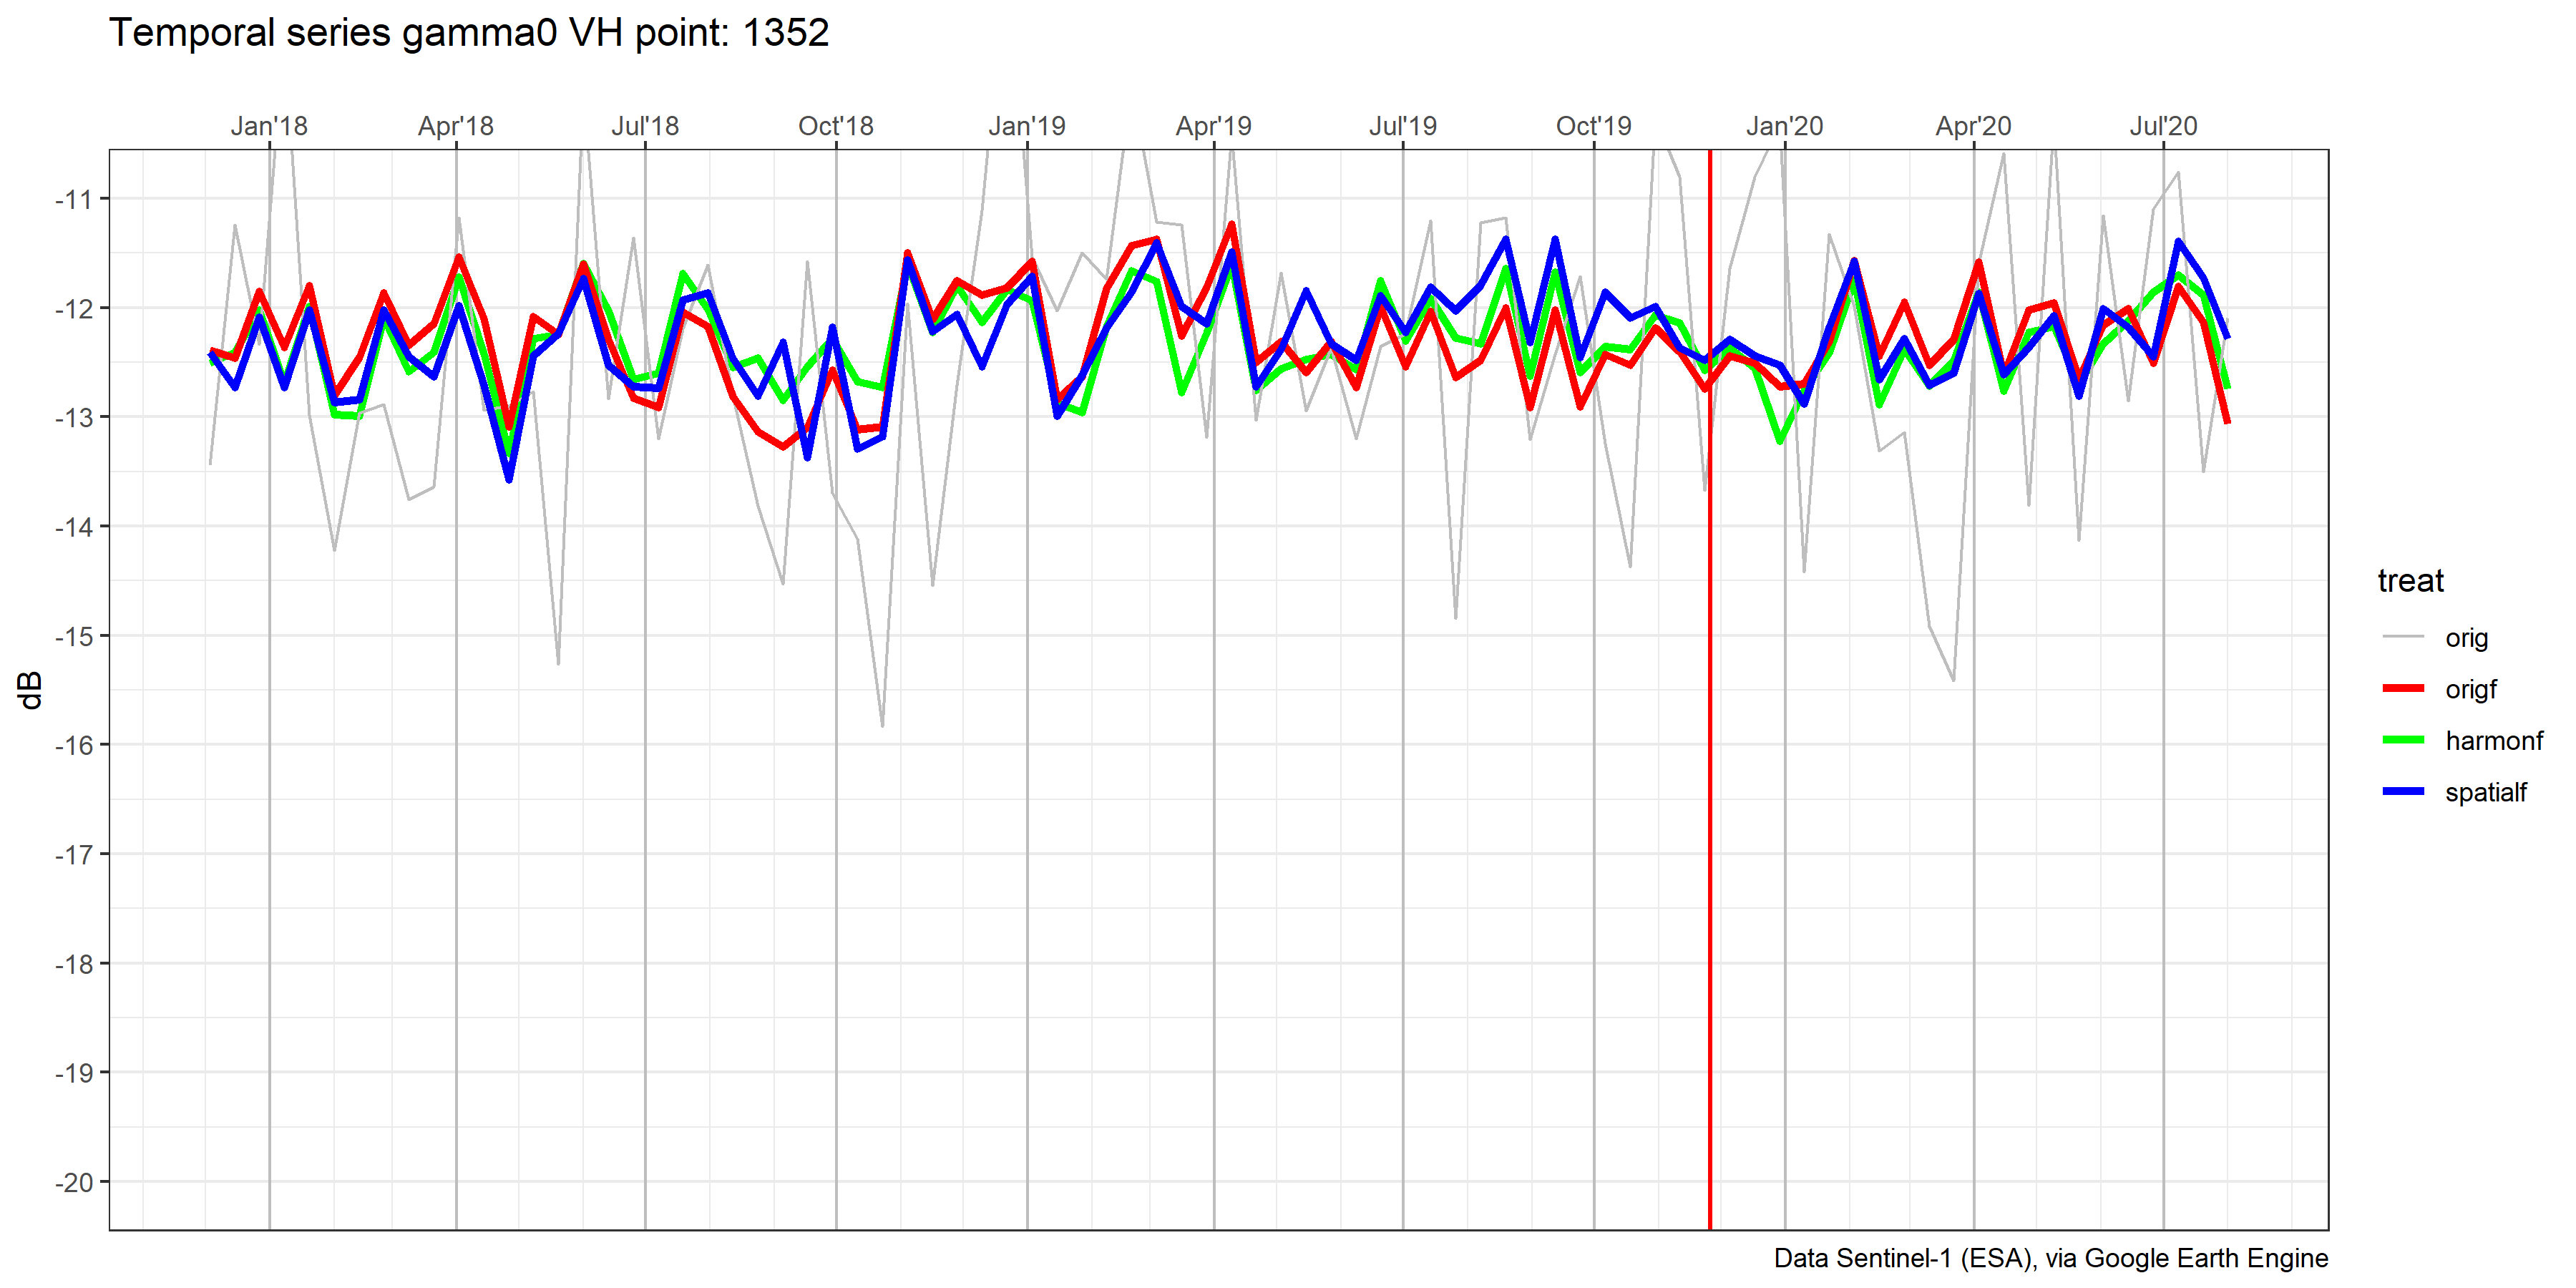 Temporal series gamma0 VH point: 1352
Jan'18 Apr'18 Jul'18 Oct'18 Jan'19 Apr'19 Jul'19 Oct'19 Jan'20 Apr'20 Jul'20
-11
-12
-13
-14
-15
-16
-17
-18
-19
-20
dB
treat
orig
origf
harmonf
spatialf
Data Sentinel-1 (ESA), via Google Earth Engine